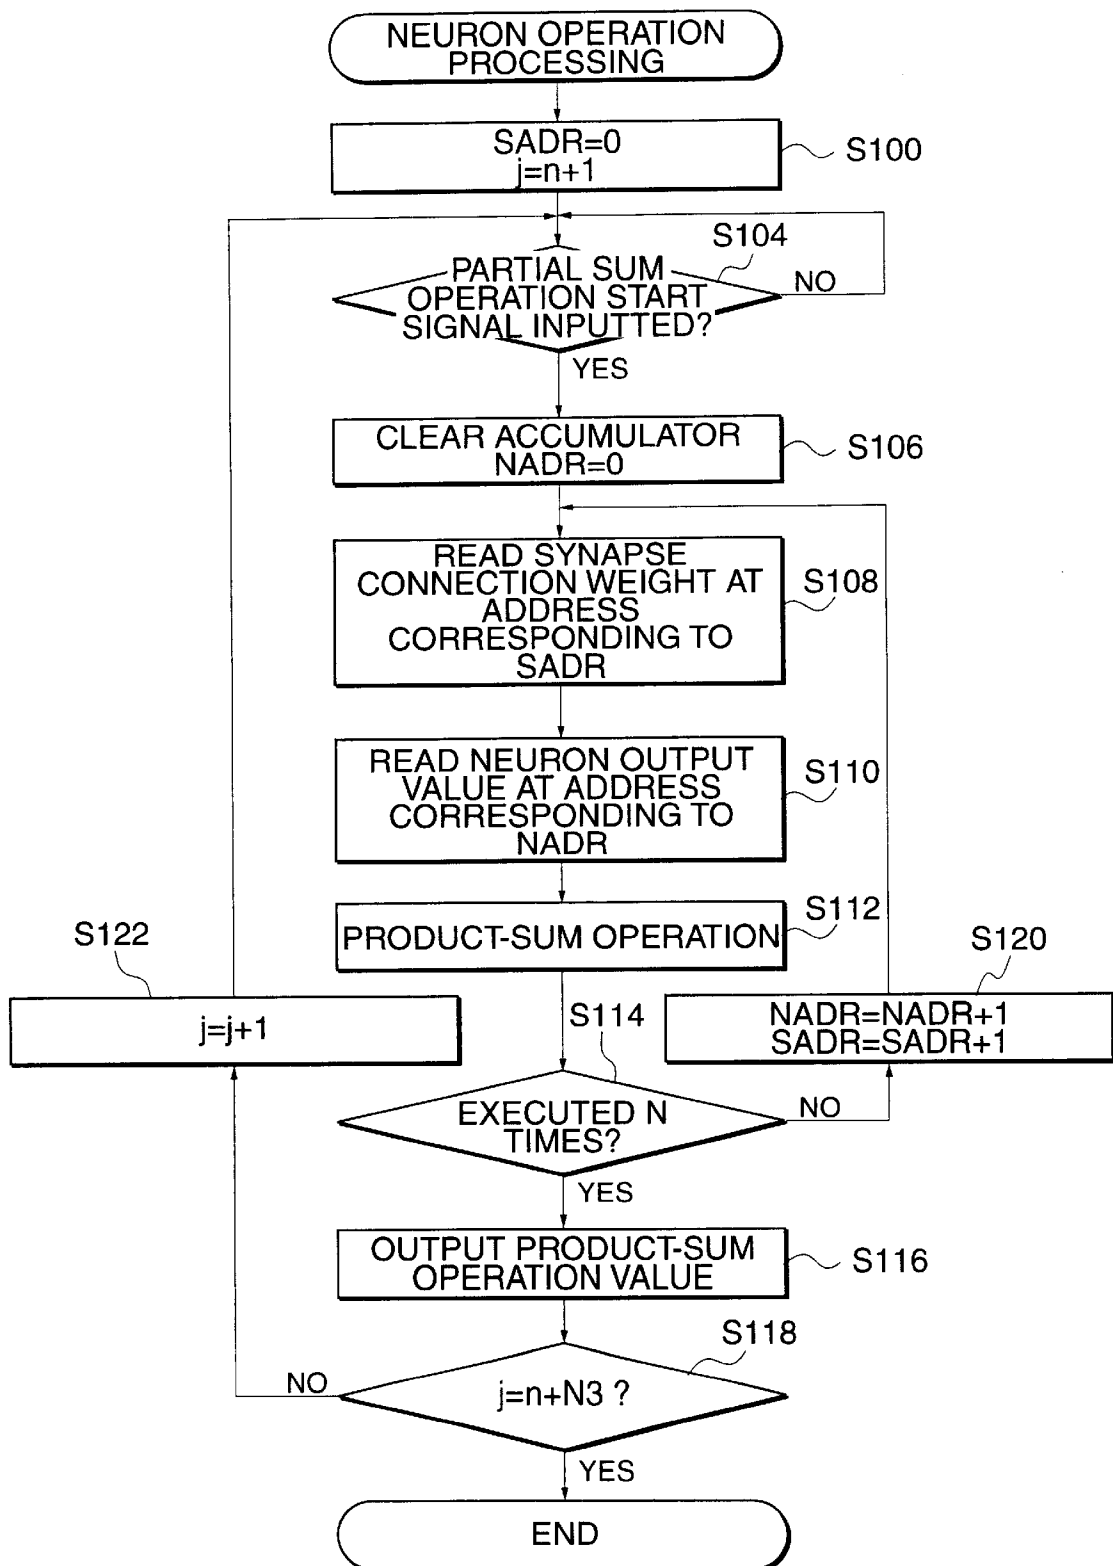 NEURON OPERATION
PROCESSING
SADR=0
j=n+1
S100
S104
PARTIAL SUM
OPERATION START
SIGNAL INPUTTED?
NO
YES
CLEAR ACCUMULATOR
NADR=0
S106
READ SYNAPSE
CONNECTION WEIGHT AT
ADDRESS
CORRESPONDING TO
SADR
S108
READ NEURON OUTPUT
VALUE AT ADDRESS
CORRESPONDING TO
NADR
S110
PRODUCT-SUM OPERATION
S112
S122
j=j+1
S120
NADR=NADR+1
SADR=SADR+1
S114
EXECUTED N
TIMES?
NO
YES
OUTPUT PRODUCT-SUM
OPERATION VALUE
S116
S118
j=n+N3 ?
NO
YES
END